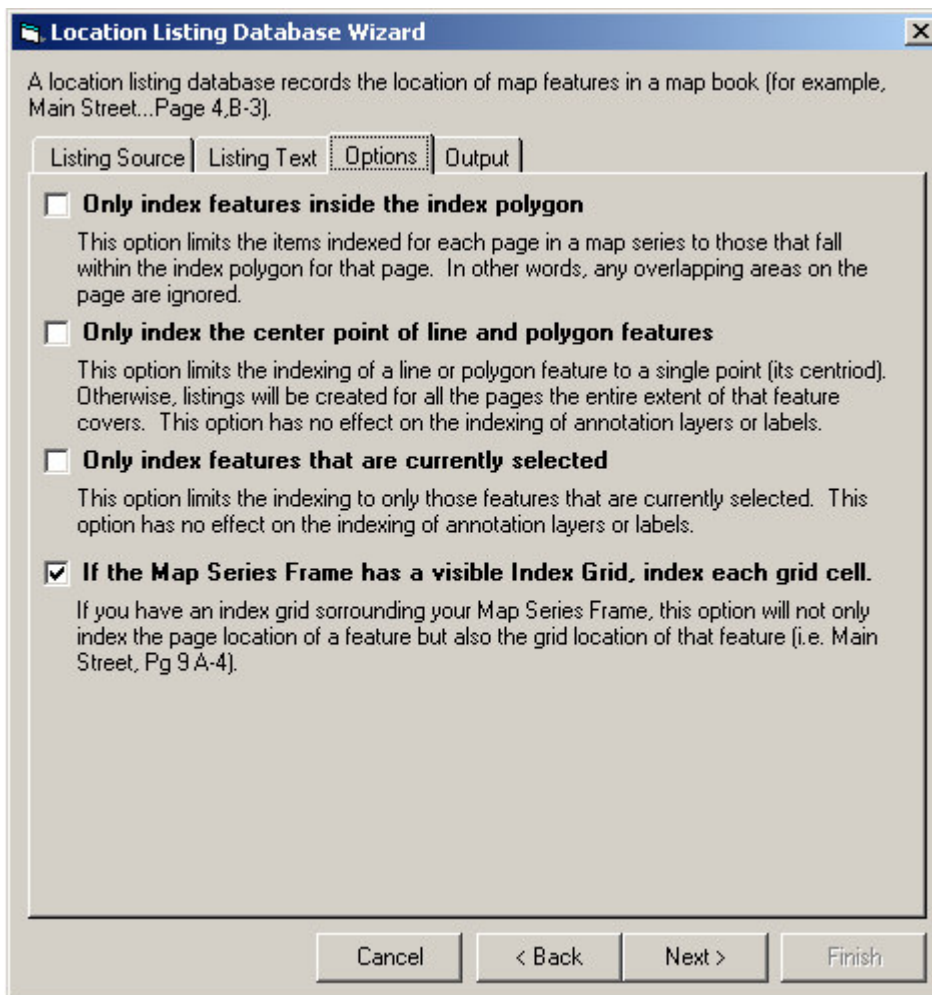 Location Listing Database Wizard
A location listing database records the location of map features in a map book (for example,
Main Street...Page 4,B-3).
Listing Source Listing Text Options Output
Only index features inside the index polygon
This option limits the items indexed for each page in a map series to those that fall
within the index polygon for that page. In other words, any overlapping areas on the
page are ignored.
Only index the center point of line and polygon features
This option limits the indexing of a line or polygon feature to a single point (its centriod).
Otherwise, listings will be created for all the pages the entire extent of that feature
covers. This option has no effect on the indexing of annotation layers or labels.
Only index features that are currently selected
This option limits the indexing to only those features that are currently selected. This
option has no effect on the indexing of annotation layers or labels.
If the Map Series Frame has a visible Index Grid, index each grid cell.
If you have an index grid sorrounding your Map Series Frame, this option will not only
index the page location of a feature but also the grid location of that feature (i.e. Main
Street, Pg 9 A-4).
Cancel < Back Next > Finish